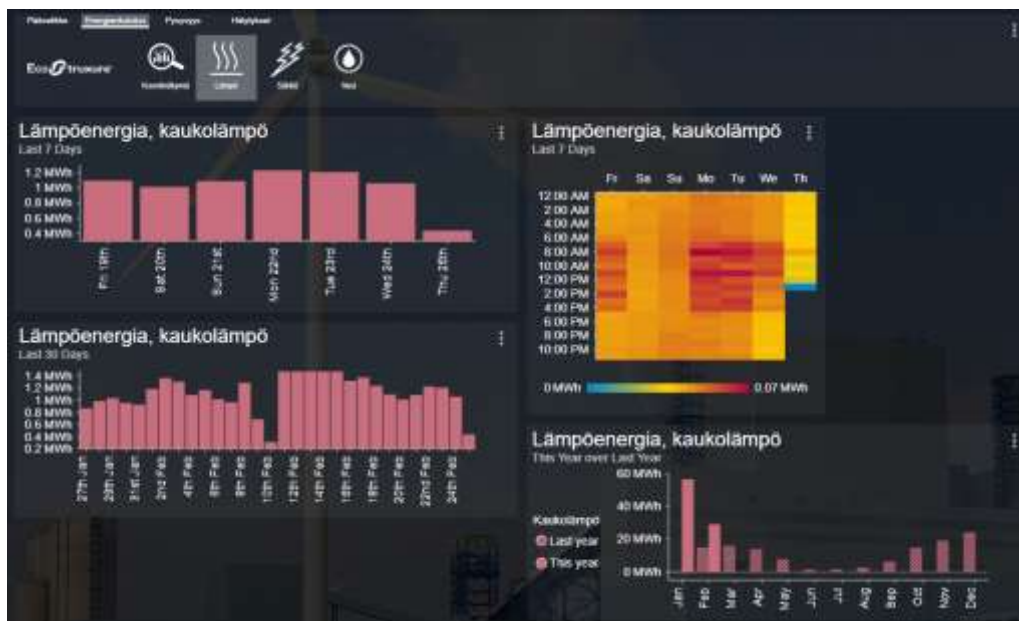 Energiankulutus
Hälytykset
EcoStruxure
Lämpö
Sähkö
Vesi
Lämpöenergia, kaukolämpö
Last 7 Days
1.2 MWh
1 MWh
0.8 MWh
0.6 MWh
0.4 MWh
Fri 19th
Sat 20th
Sun 21st
Mon 22nd
Tue 23rd
Wed 24th
Thu 25th
Lämpöenergia, kaukolämpö
Last 7 Days
Fr Sa Su Mo Tu We Th
12:00 AM
2:00 AM
4:00 AM
6:00 AM
8:00 AM
10:00 AM
12:00 PM
2:00 PM
4:00 PM
6:00 PM
8:00 PM
10:00 PM
0 MWh 0.07 MWh
Lämpöenergia, kaukolämpö
Last 30 Days
1.4 MWh
1.2 MWh
1 MWh
0.8 MWh
0.6 MWh
0.4 MWh
0.2 MWh
27th Jan
29th Jan
31st Jan
2nd Feb
4th Feb
6th Feb
8th Feb
10th Feb
12th Feb
14th Feb
16th Feb
18th Feb
20th Feb
22nd Feb
24th Feb
Lämpöenergia, kaukolämpö
This Year over Last Year
60 MWh
40 MWh
20 MWh
0 MWh
Kaukolämpö
Last year
This year
Jan
Feb
Mar
Apr
May
Jun
Jul
Aug
Sep
Oct
Nov
Dec